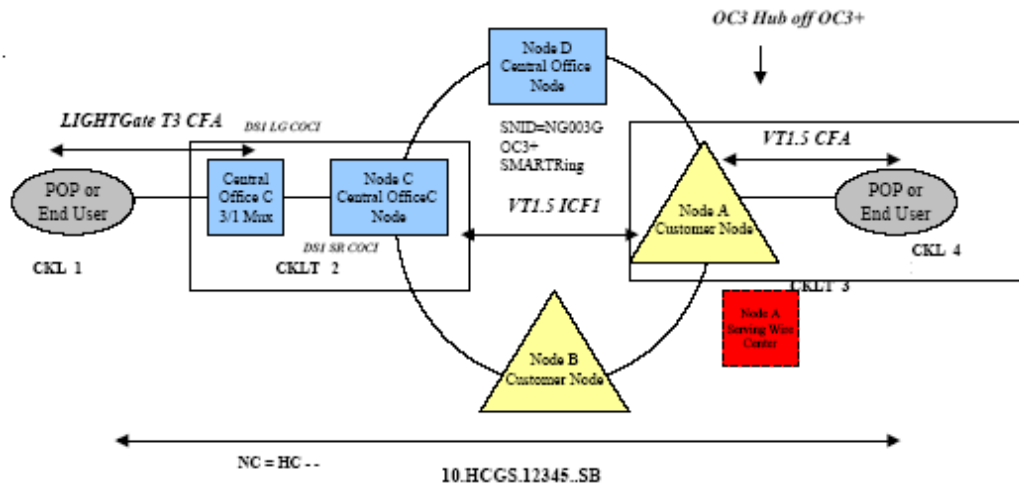 OC3 Hub off OC3+
Node D
Central Office
Node
LIGHTGate T3 CFA
DS1 LG COCI
SNID=NG003G
OC3+
SMARTRing
VT1.5 CFA
POP or
End User
Central
Office C
3/1 Mux
Node C
Central OfficeC
Node
VT1.5 ICF1
Node A
Customer Node
POP or
End User
DS1 SR COCI
CKL 1
CKLT 2
CKL 4
CKLT 3
Node A
Serving Wire
Center
Node B
Customer Node
NC = HC - -
10.HCGS.12345..SB